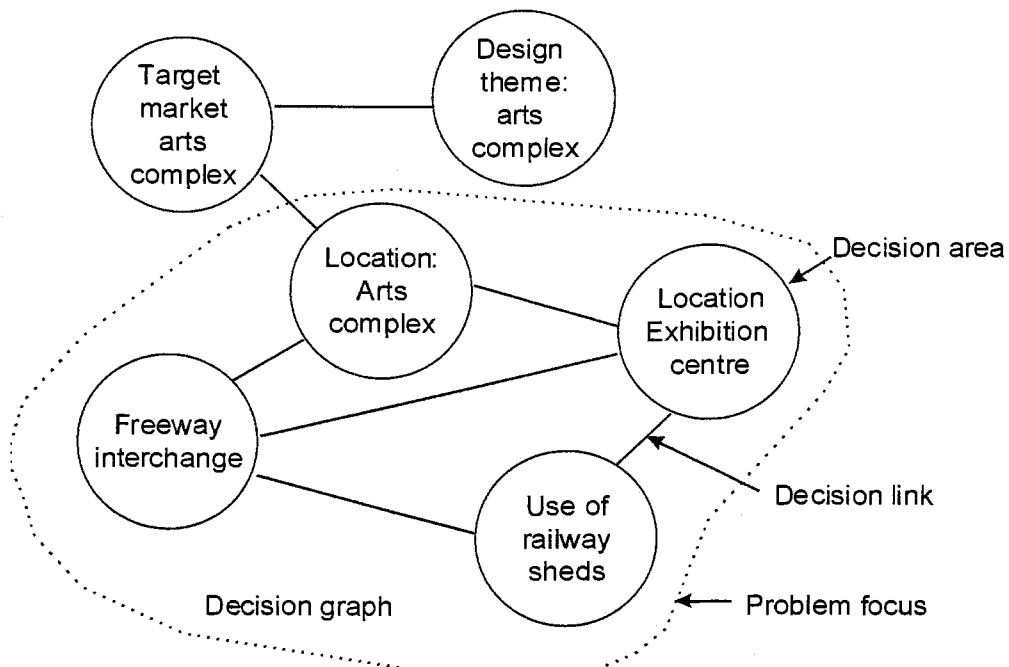 Target
market
arts
complex
Design
theme:
arts
complex
Location:
Arts
complex
Location
Exhibition
centre
Decision area
Freeway
interchange
Use of
railway
sheds
Decision link
Decision graph
Problem focus